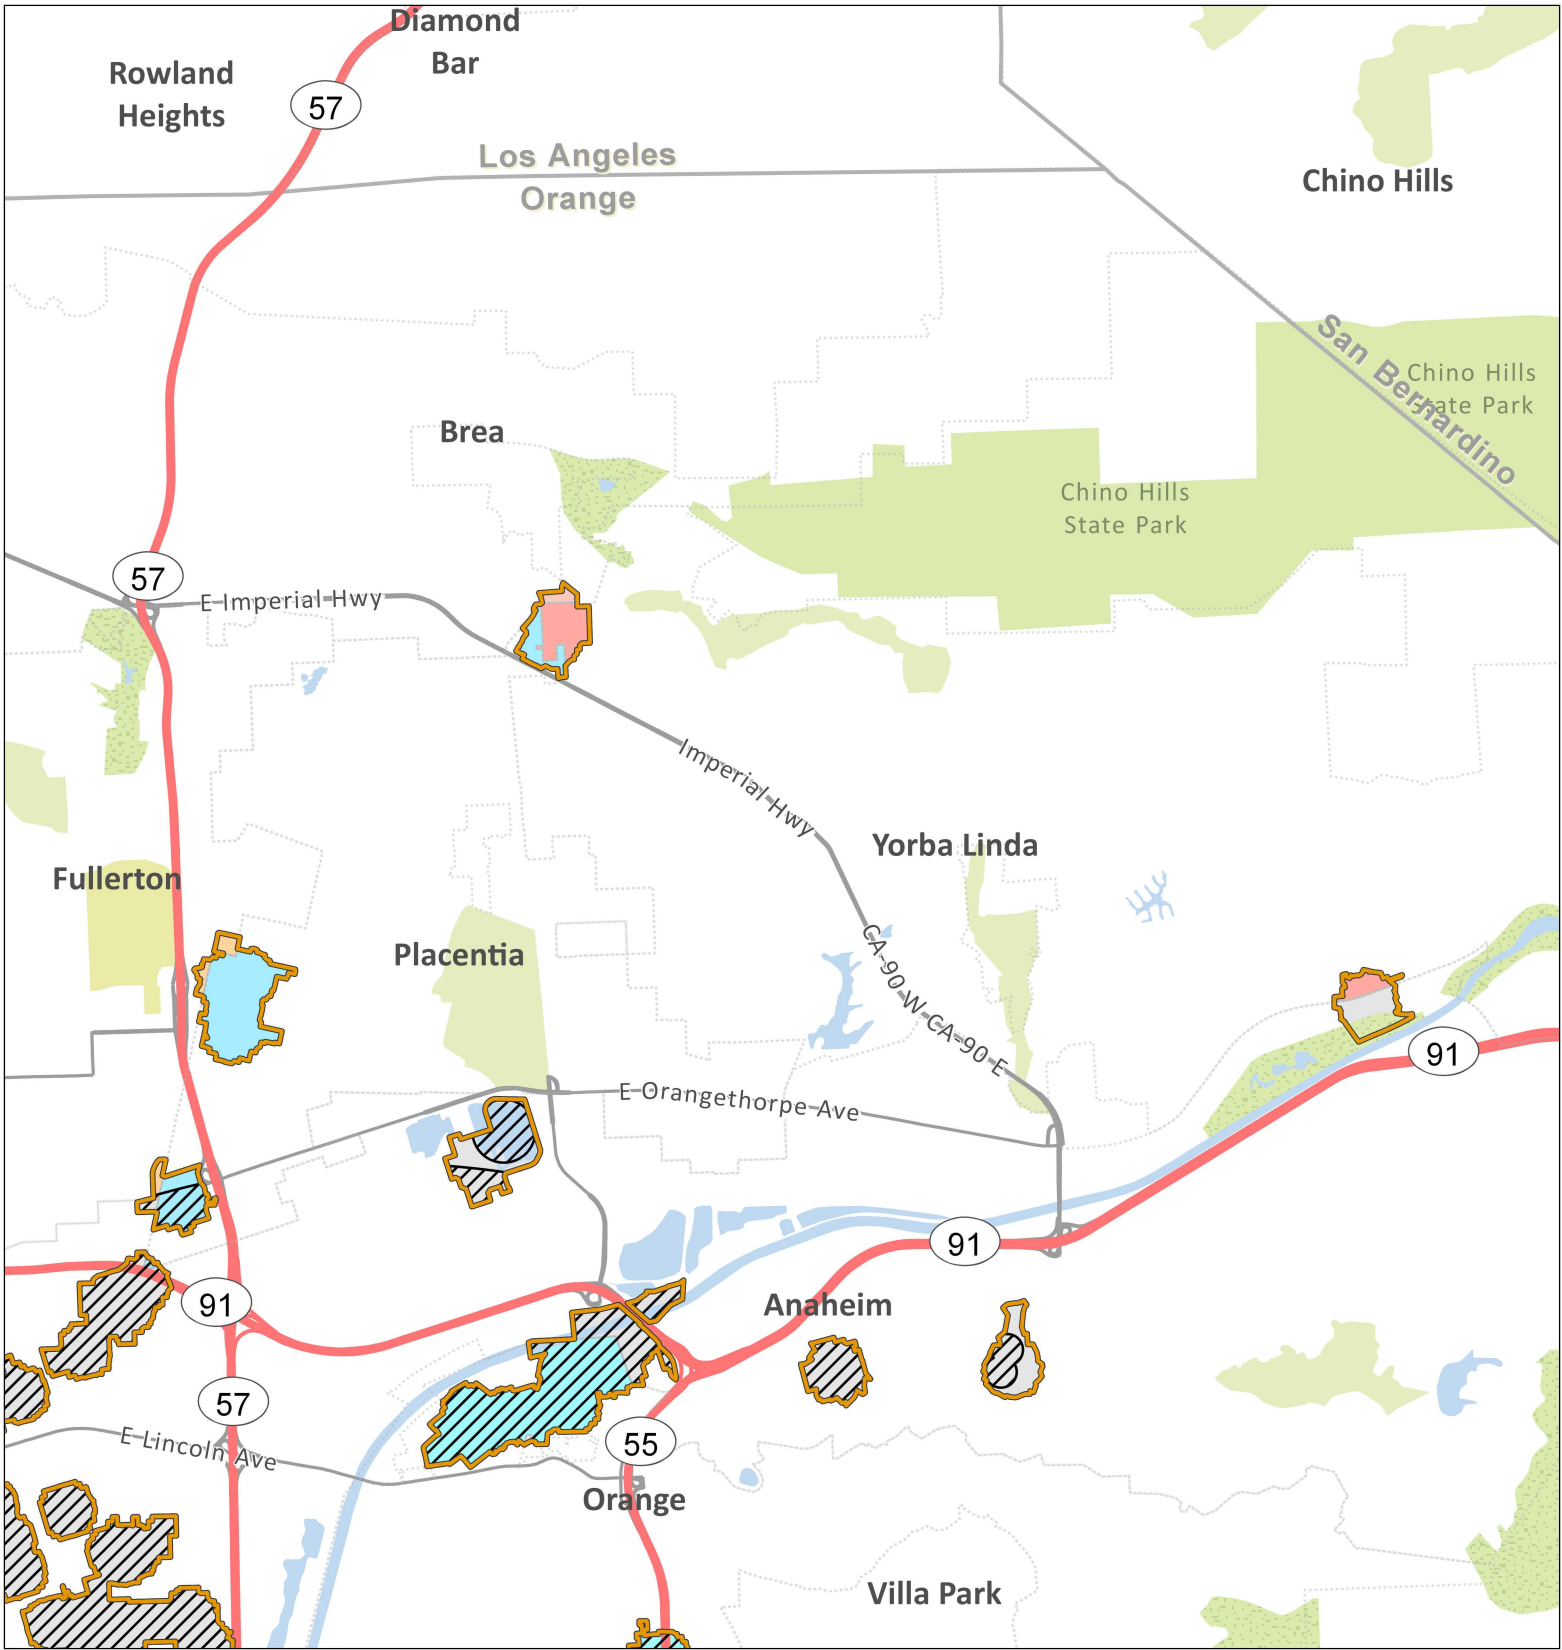 Diamond
Bar
Rowland
Heights
57
Los Angeles
Orange
Chino Hills
San Bernardino
Chino Hills
State Park
Brea
Chino Hills
State Park
57
E Imperial Hwy
Imperial Hwy
Yorba Linda
Fullerton
Placentia
CA-90 W
CA-90 E
91
E Orangethorpe Ave
91
91
Anaheim
57
E Lincoln Ave
55
Orange
Villa Park